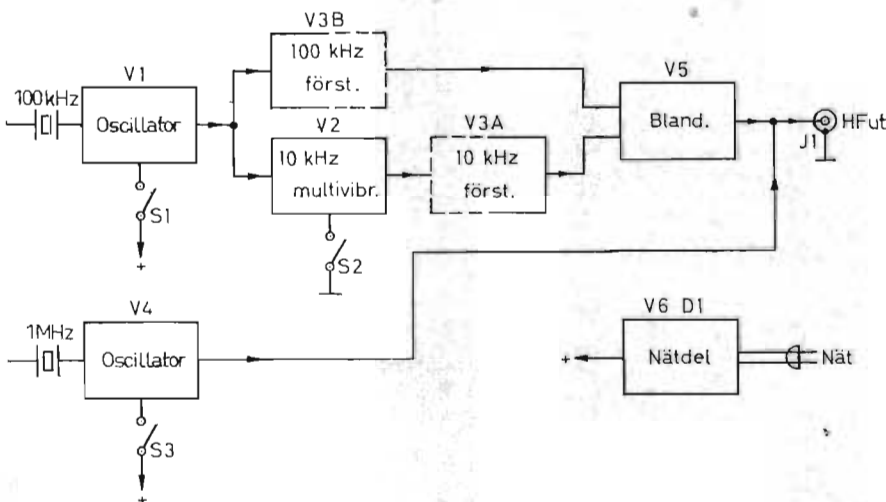 V3B
100 kHz
först.
V1
100kHz
Oscillator
S1
+
V2
10 kHz
multivibr.
S2
V3A
10 kHz
först.
V5
Bland.
J1
HFut
V4
1MHz
Oscillator
S3
+
V6 D1
+
Nätdel
Nät